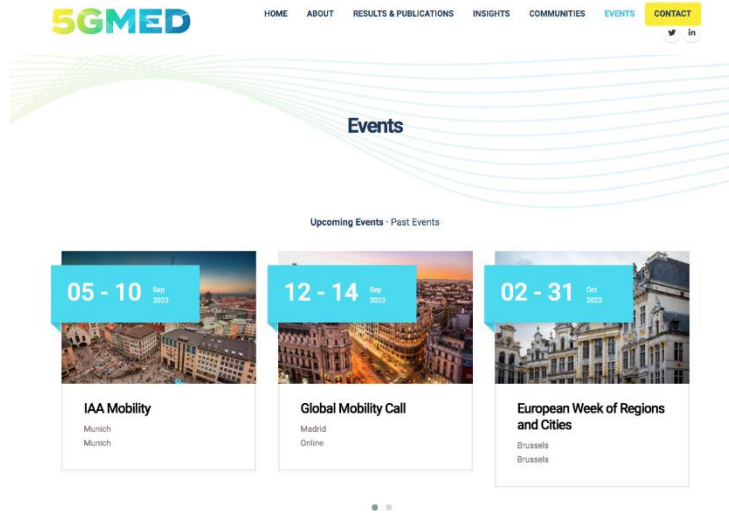 5GMED
HOME ABOUT RESULTS & PUBLICATIONS INSIGHTS COMMUNITIES EVENTS CONTACT
Events
Upcoming Events - Past Events
05 - 10 Sep 2023
12 - 14 Sep 2023
02 - 31 Oct 2023
IAA Mobility
Munich
Munich
Global Mobility Call
Madrid
Online
European Week of Regions
and Cities
Brussels
Brussels